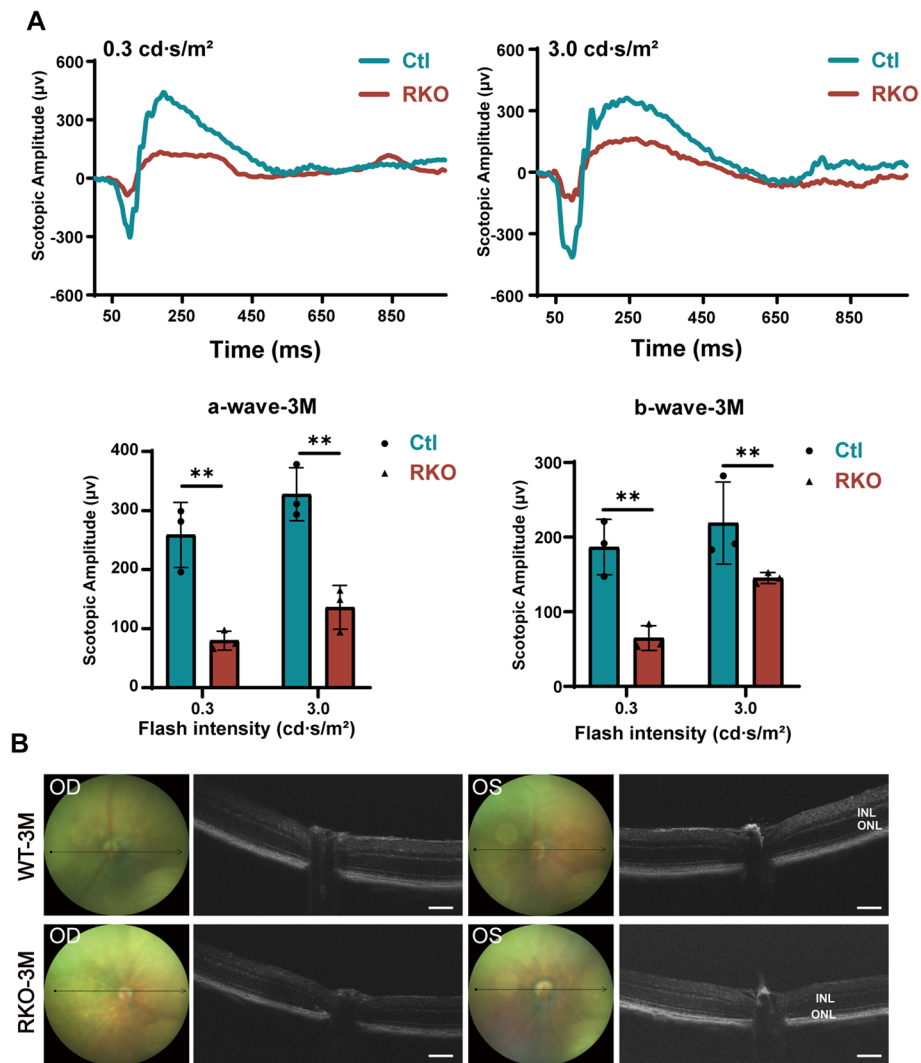 A
0.3 cd·s/m²
Ctl
RKO
Scotopic Amplitude (µv)
600
300
0
-300
-600
50 250 450 650 850
Time (ms)
3.0 cd·s/m²
Ctl
RKO
Scotopic Amplitude (µv)
600
300
0
-300
-600
50 250 450 650 850
Time (ms)
a-wave-3M
Ctl
RKO
Scotopic Amplitude (µv)
400
300
200
100
0
** **
0.3 3.0
Flash intensity (cd·s/m²)
b-wave-3M
Ctl
RKO
Scotopic Amplitude (µv)
300
200
100
0
** **
0.3 3.0
Flash intensity (cd·s/m²)
B
WT-3M
OD
OS
INL
ONL
RKO-3M
OD
OS
INL
ONL